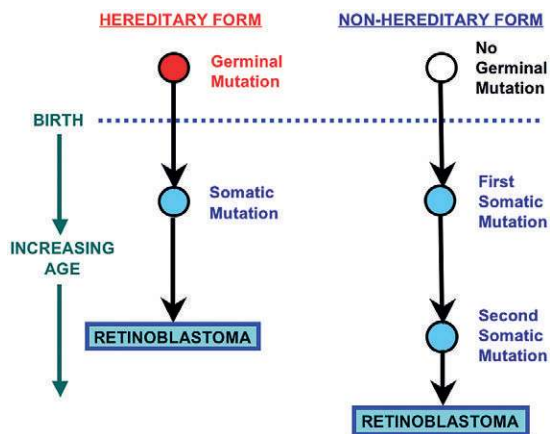 HEREDITARY FORM
NON-HEREDITARY FORM
Germinal
Mutation
No
Germinal
Mutation
BIRTH
Somatic
Mutation
First
Somatic
Mutation
INCREASING
AGE
RETINOBLASTOMA
Second
Somatic
Mutation
RETINOBLASTOMA